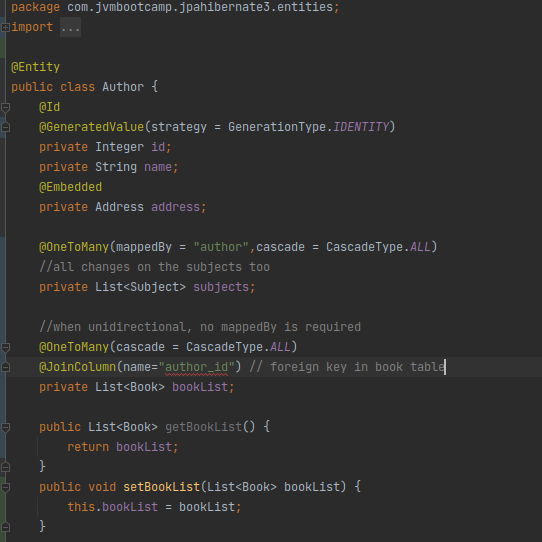 package com.jvmbootcamp.jpahibernate3.entities;
import ...
@Entity
public class Author {
@Id
@GeneratedValue(strategy = GenerationType.IDENTITY)
private Integer id;
private String name;
@Embedded
private Address address;
@OneToMany(mappedBy = "author",cascade = CascadeType.ALL)
//all changes on the subjects too
private List<Subject> subjects;
//when unidirectional, no mappedBy is required
@OneToMany(cascade = CascadeType.ALL)
@JoinColumn(name="author_id") // foreign key in book table
private List<Book> bookList;
public List<Book> getBookList() {
return bookList;
}
public void setBookList(List<Book> bookList) {
this.bookList = bookList;
}